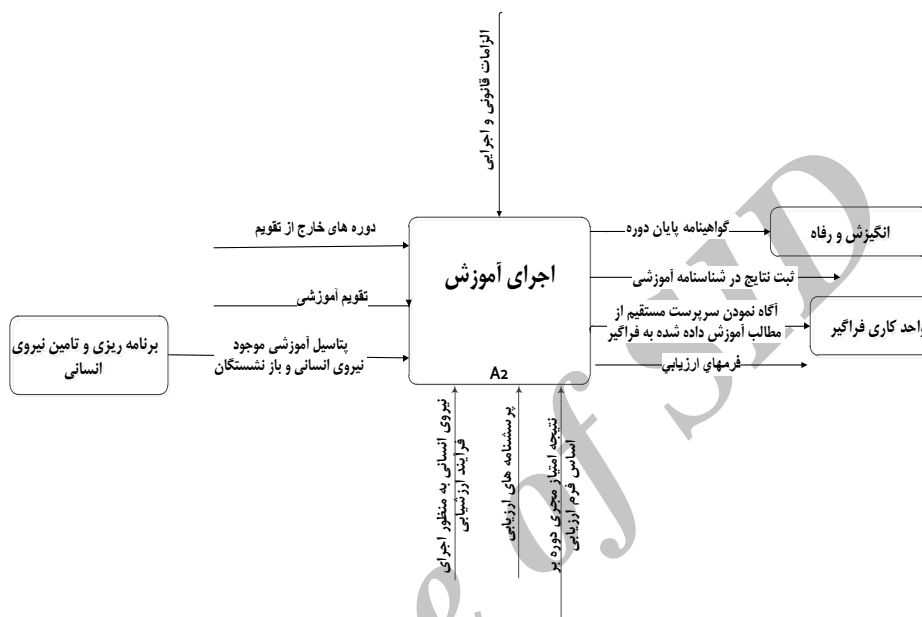 الزامات قانونی و اجرایی
دوره های خارج از تقویم
تقویم آموزشی
برنامه ریزی و تامین نیروی
انسانی
پتاسیل آموزشی موجود
نیروی انسانی و باز نشستگان
اجرای آموزش
A2
گواهینامه پایان دوره
انگیزش و رفاه
ثبت نتایج در شناسنامه آموزشی
آگاه نمودن سرپرست مستقیم از
مطالب آموزش داده شده به فراگیر
واحد کاری فراگیر
فرمهاي ارزيابي
نیروی انسانی به منظور اجرای
فرایند ارزشیابی
پرسشنامه های ارزیابی
نتیجه امتیاز مجری دوره بر
اساس فرم ارزیابی
e of SID